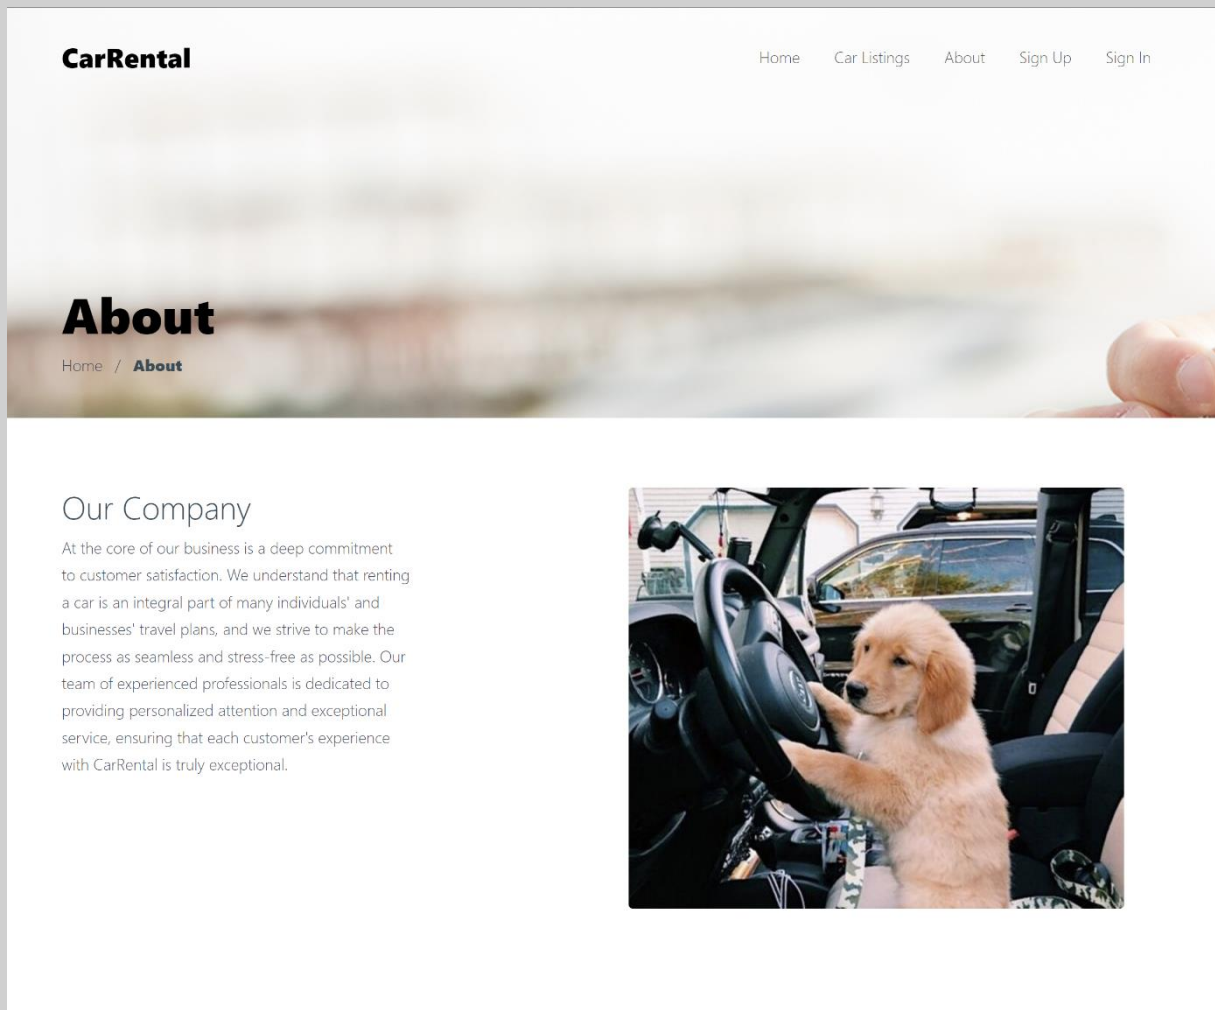 CarRental
Home Car Listings About Sign Up Sign In
About
Home / About
Our Company
At the core of our business is a deep commitment
to customer satisfaction. We understand that renting
a car is an integral part of many individuals' and
businesses' travel plans, and we strive to make the
process as seamless and stress-free as possible. Our
team of experienced professionals is dedicated to
providing personalized attention and exceptional
service, ensuring that each customer's experience
with CarRental is truly exceptional.